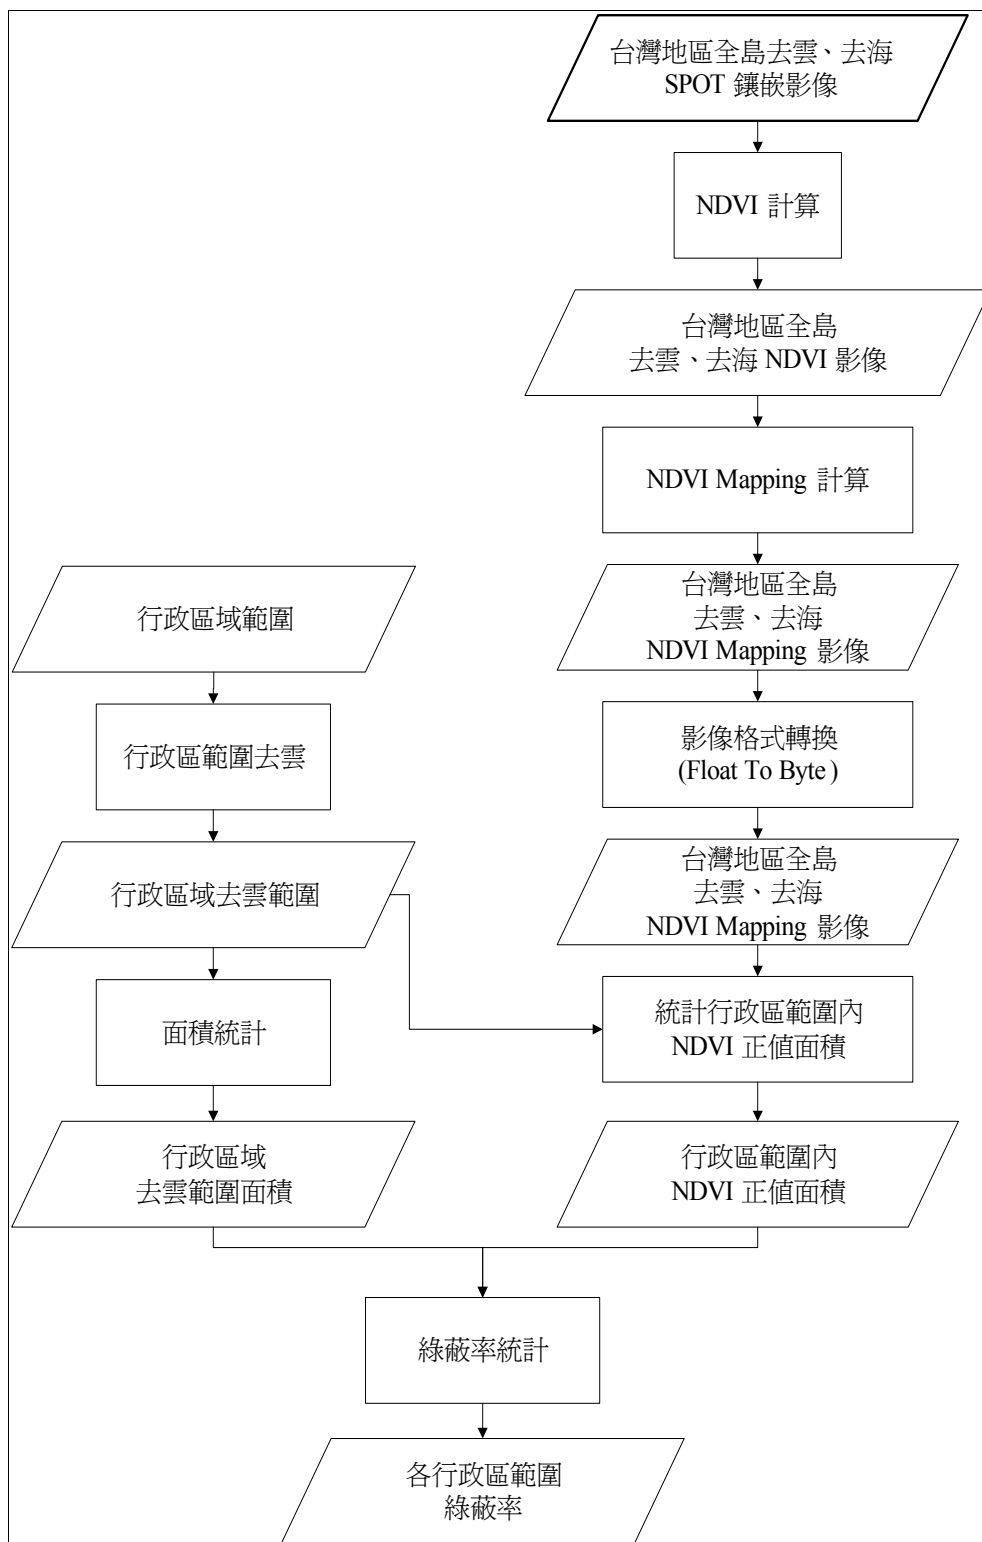 台灣地區全島去雲、去海
SPOT 鑲嵌影像
NDVI 計算
台灣地區全島
去雲、去海 NDVI 影像
NDVI Mapping 計算
台灣地區全島
去雲、去海
NDVI Mapping 影像
影像格式轉換
(Float To Byte )
台灣地區全島
去雲、去海
NDVI Mapping 影像
統計行政區範圍內
NDVI 正值面積
行政區範圍內
NDVI 正值面積
行政區域範圍
行政區範圍去雲
行政區域去雲範圍
面積統計
行政區域
去雲範圍面積
綠蔽率統計
各行政區範圍
綠蔽率